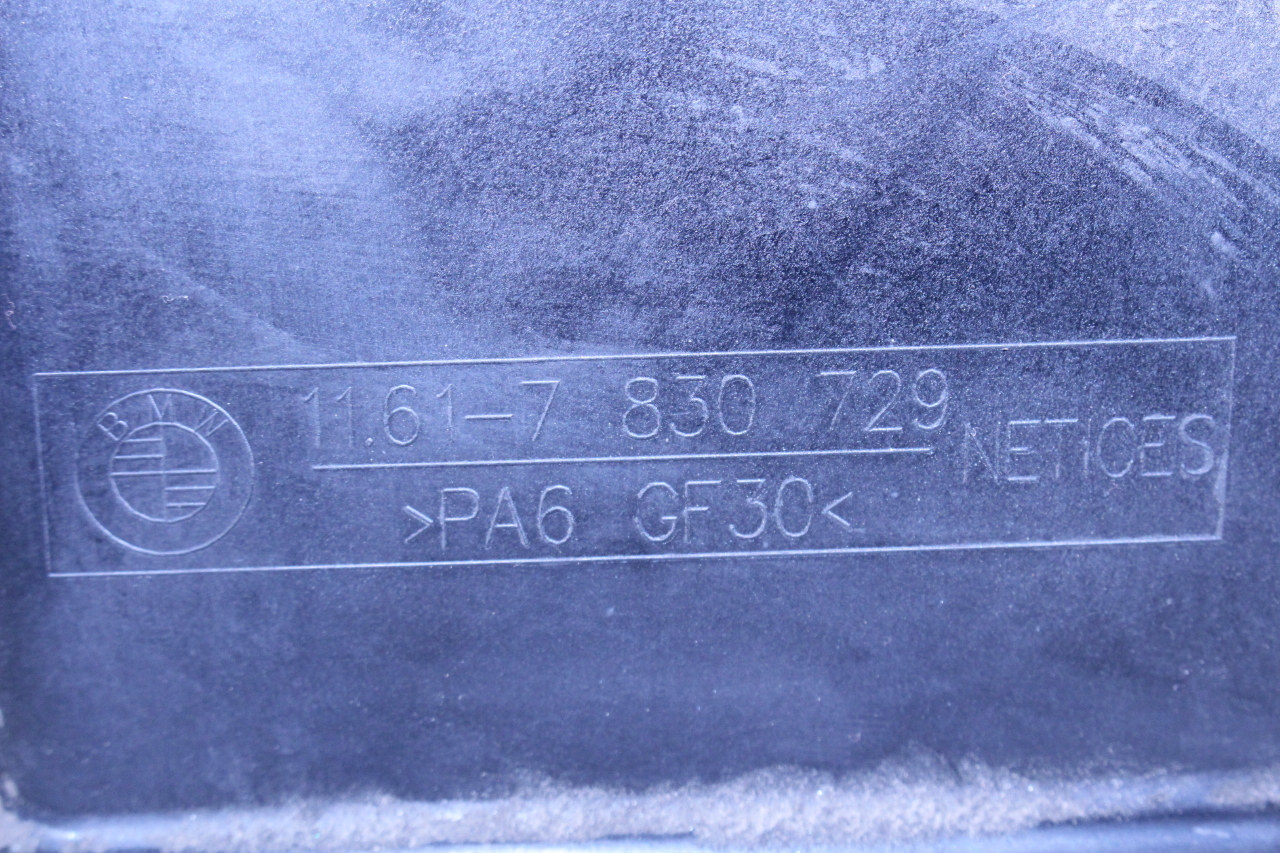 BMW
11.61-7 830 729
NETICES
>PA6 GF30<